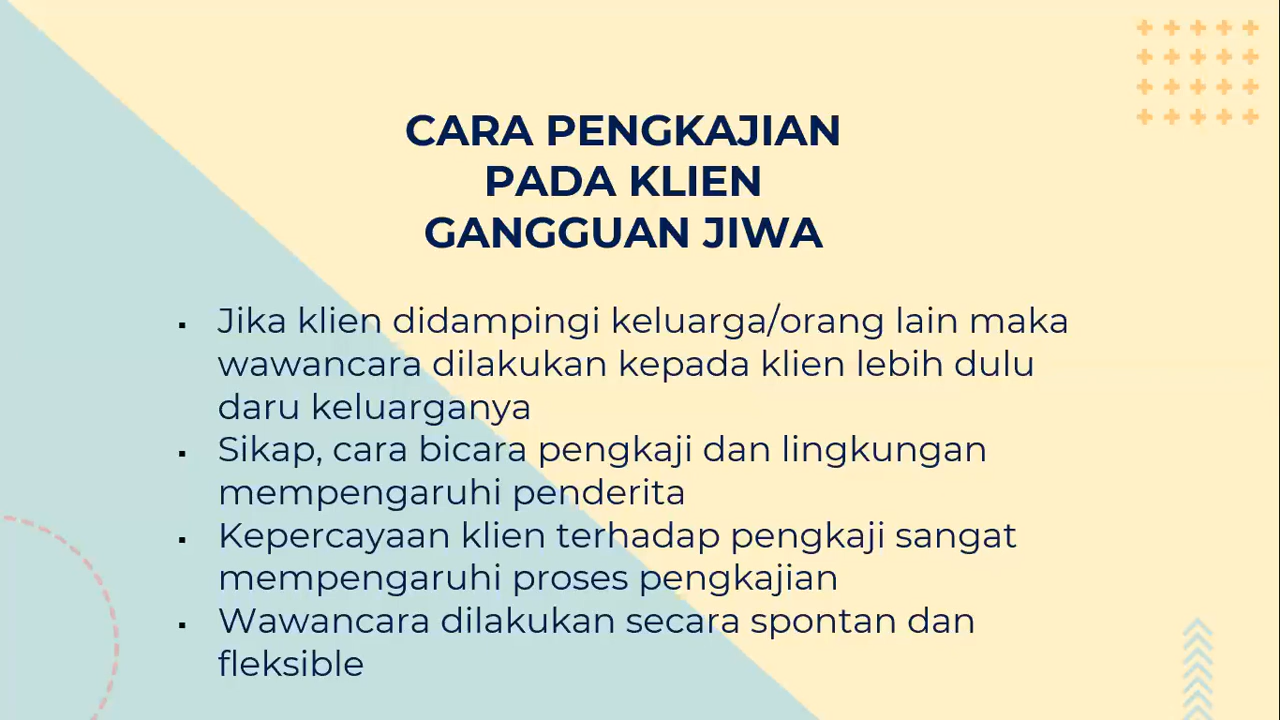 CARA PENGKAJIAN
PADA KLIEN
GANGGUAN JIWA
▪ Jika klien didampingi keluarga/orang lain maka
wawancara dilakukan kepada klien lebih dulu
daru keluarganya
▪ Sikap, cara bicara pengkaji dan lingkungan
mempengaruhi penderita
▪ Kepercayaan klien terhadap pengkaji sangat
mempengaruhi proses pengkajian
▪ Wawancara dilakukan secara spontan dan
fleksible